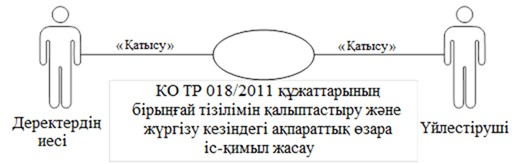 «Қатысу»
«Қатысу»
КО ТР 018/2011 құжаттарының
бірыңғай тізілімін қалыптастыру және
жүргізу кезіндегі ақпараттық өзара
іс-қимыл жасау
Деректердің
иесі
Үйлестіруші